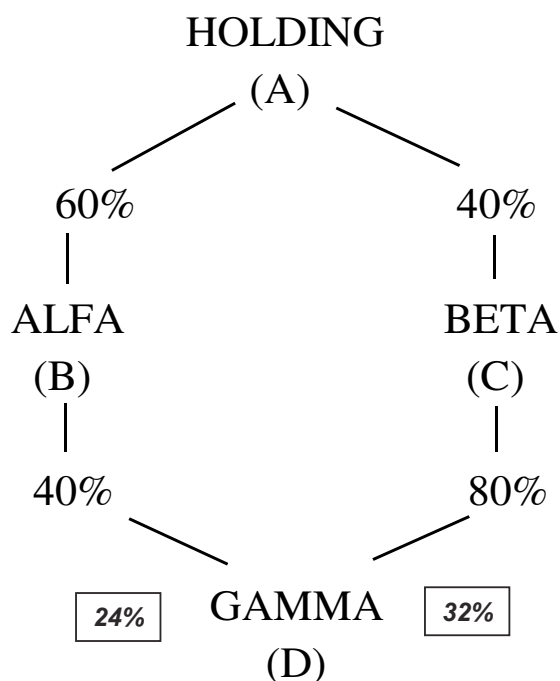 HOLDING
(A)
60% 40%
ALFA BETA
(B) (C)
40% 80%
24% GAMMA 32%
(D)